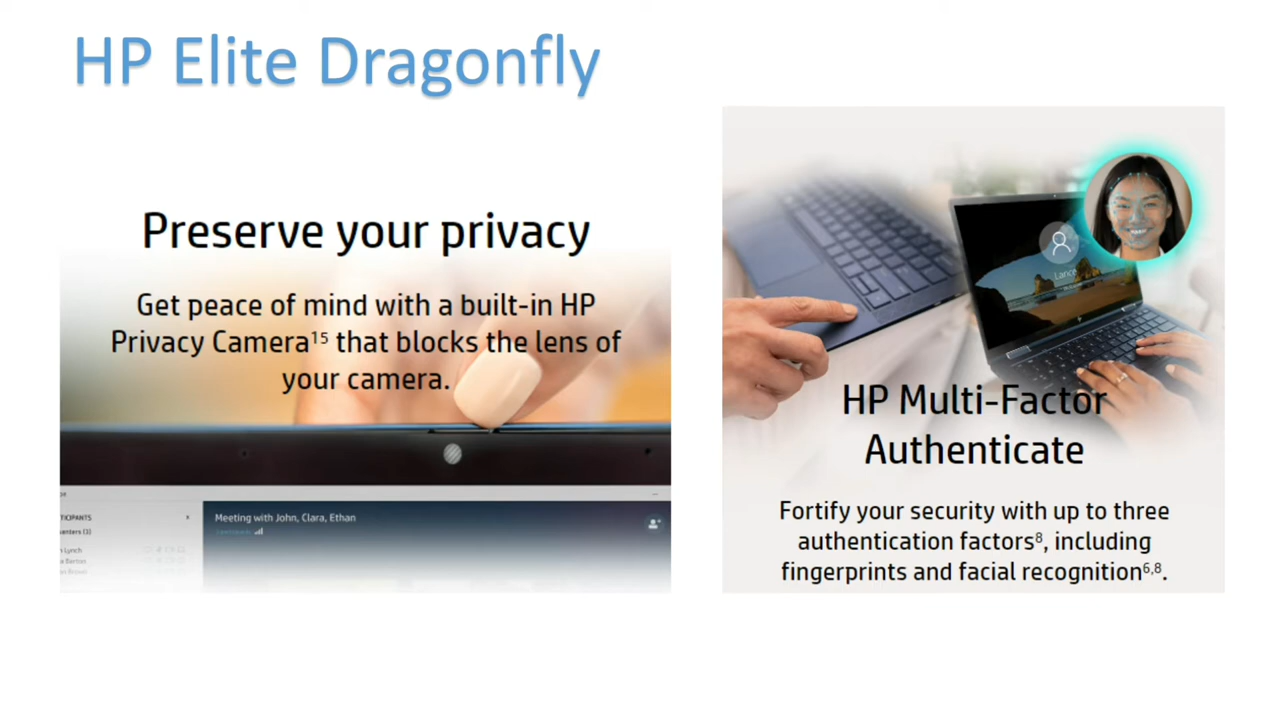 HP Elite Dragonfly
Preserve your privacy
Get peace of mind with a built-in HP
Privacy Camera¹⁵ that blocks the lens of
your camera.
Meeting with John, Clara, Ethan
Lance
HP Multi-Factor
Authenticate
Fortify your security with up to three
authentication factors⁸, including
fingerprints and facial recognition⁶,⁸.